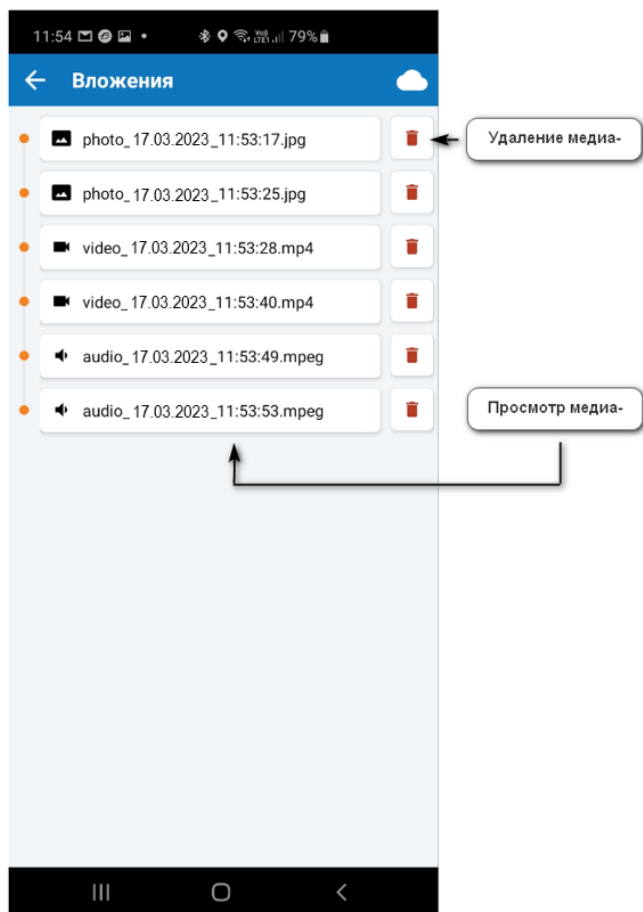 11:54
79%
Вложения
photo_17.03.2023_11:53:17.jpg
Удаление медиа-
photo_17.03.2023_11:53:25.jpg
video_17.03.2023_11:53:28.mp4
video_17.03.2023_11:53:40.mp4
audio_17.03.2023_11:53:49.mpeg
audio_17.03.2023_11:53:53.mpeg
Просмотр медиа-